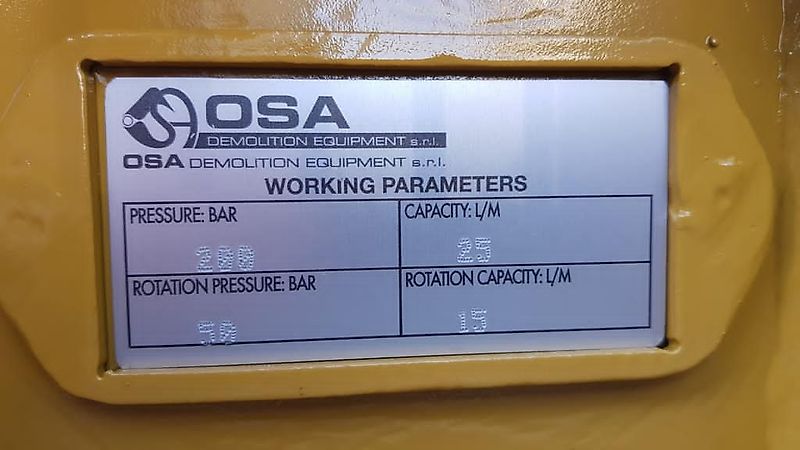 OSA
DEMOLITION EQUIPMENT s.r.l.
OSA DEMOLITION EQUIPMENT s.r.l.
WORKING PARAMETERS
PRESSURE: BAR
200
CAPACITY: L/M
25
ROTATION PRESSURE: BAR
50
ROTATION CAPACITY: L/M
15